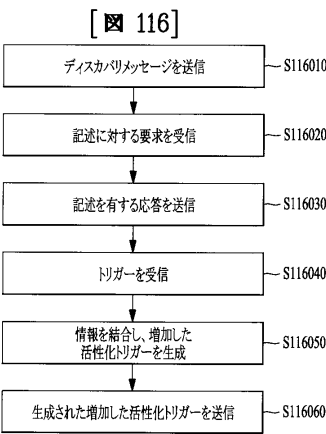 [図 116]
ディスカバリメッセージを送信
S116010
記述に対する要求を受信
S116020
記述を有する応答を送信
S116030
トリガーを受信
S116040
情報を結合し、増加した
活性化トリガーを生成
S116050
生成された増加した活性化トリガーを送信
S116060